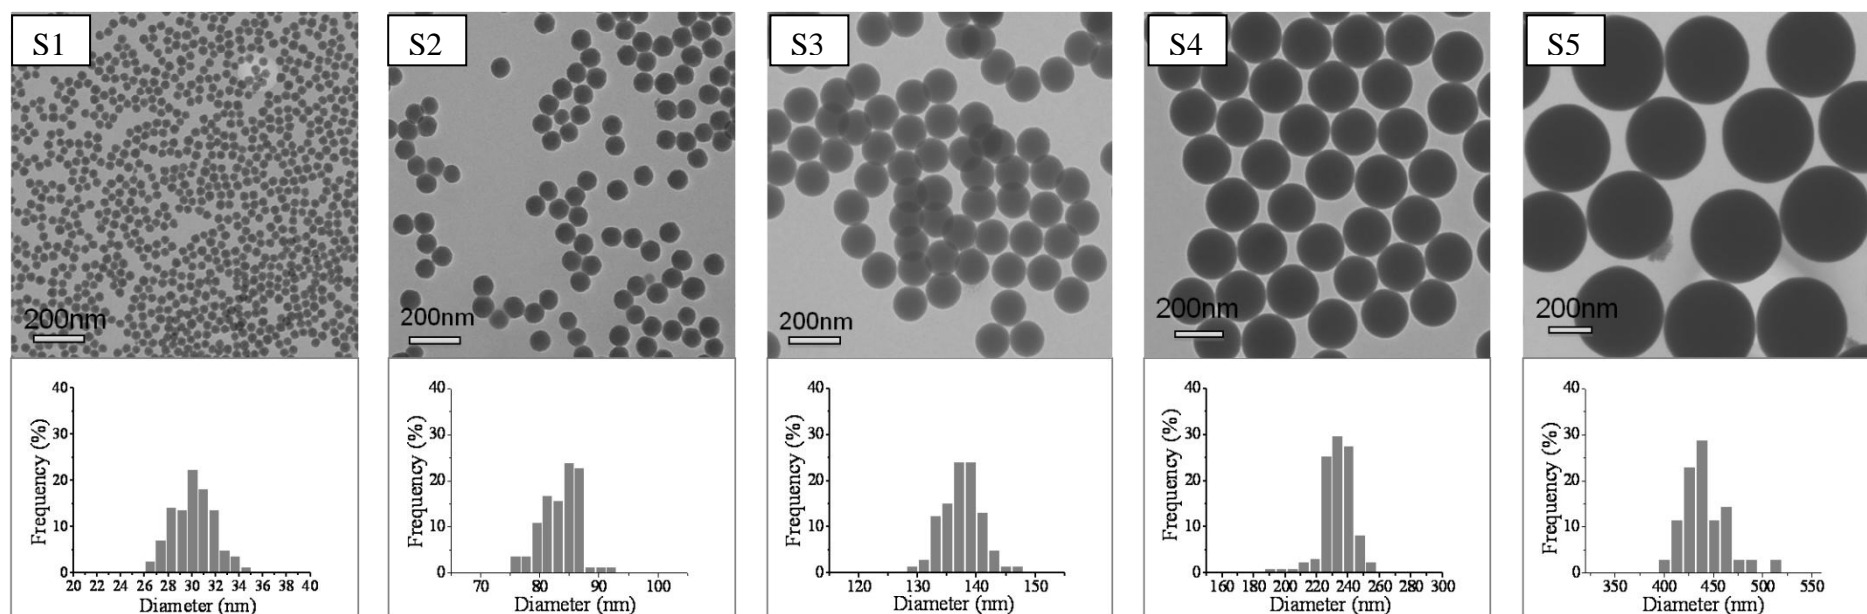 S1
S2
S3
S4
S5
200nm
200nm
200nm
200nm
200nm
40
30
20
10
0
Frequency (%)
20 22 24 26 28 30 32 34 36 38 40
Diameter (nm)
40
30
20
10
0
Frequency (%)
70 80 90 100
Diameter (nm)
40
30
20
10
0
Frequency (%)
120 130 140 150
Diameter (nm)
40
30
20
10
0
Frequency (%)
160 180 200 220 240 260 280 300
Diameter (nm)
40
30
20
10
0
Frequency (%)
350 400 450 500 550
Diameter (nm)